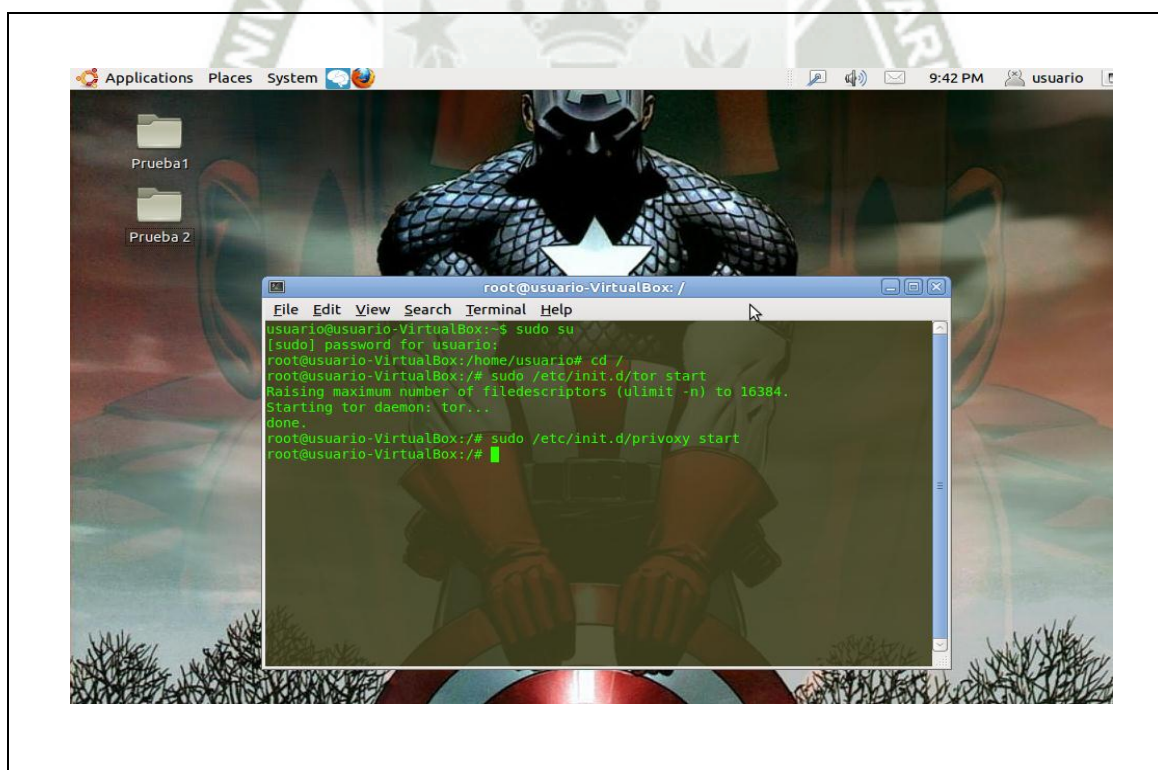 Applications Places System 9:42 PM usuario
Prueba1
Prueba 2
root@usuario-VirtualBox: /
File Edit View Search Terminal Help
usuario@usuario-VirtualBox:~$ sudo su
[sudo] password for usuario:
root@usuario-VirtualBox:/home/usuario# cd /
root@usuario-VirtualBox:/# sudo /etc/init.d/tor start
Raising maximum number of filedescriptors (ulimit -n) to 16384.
Starting tor daemon: tor...
done.
root@usuario-VirtualBox:/# sudo /etc/init.d/privoxy start
root@usuario-VirtualBox:/#